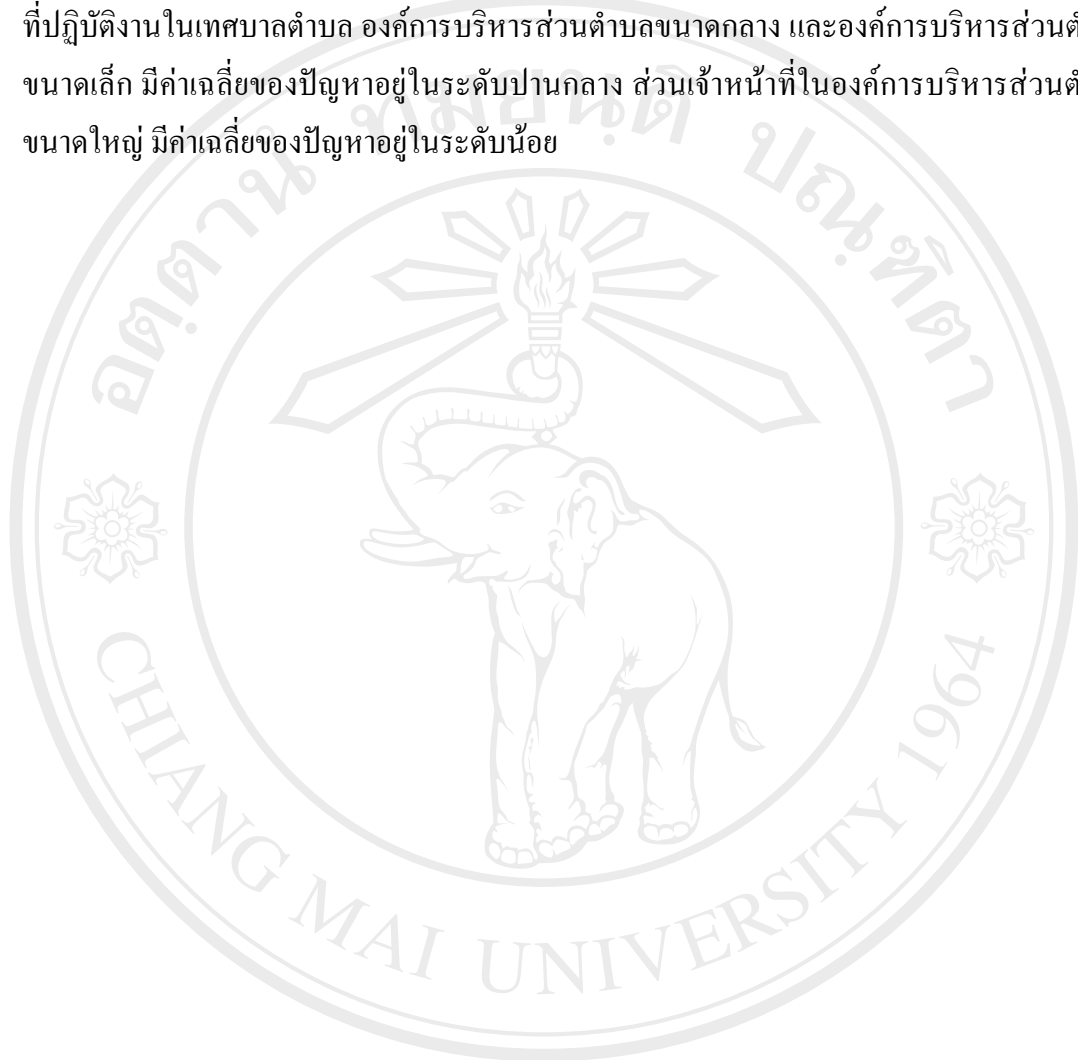 ที่ปฏิบัติงานในเทศบาลตำบล องค์การบริหารส่วนตำบลขนาดกลาง และองค์การบริหารส่วน
ขนาดเล็ก มีค่าเฉลี่ยของปัญหาอยู่ในระดับปานกลาง ส่วนเจ้าหน้าที่ในองค์การบริหารส่วน
ขนาดใหญ่ มีค่าเฉลี่ยของปัญหาอยู่ในระดับน้อย
CHIANG MAI UNIVERSITY 1964